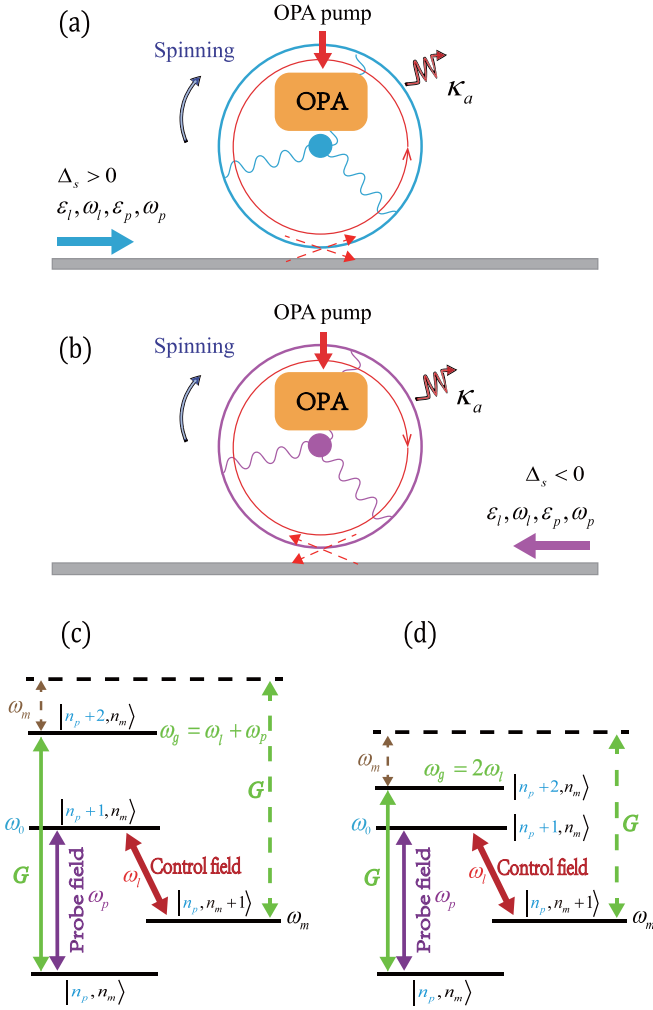 (a)
OPA pump
Spinning
OPA
κₐ
Δₛ > 0
εₗ, ωₗ, εₚ, ωₚ
(b)
OPA pump
Spinning
OPA
κₐ
Δₛ < 0
εₗ, ωₗ, εₚ, ωₚ
(c)
ωₘ
|nₚ+2, nₘ⟩
ω_g = ωₗ + ωₚ
G
|nₚ+1, nₘ⟩
ω₀
G
Probe field
ωₚ
ωₗ
Control field
|nₚ, nₘ+1⟩
ωₘ
|nₚ, nₘ⟩
(d)
ωₘ
ω_g = 2ωₗ
|nₚ+2, nₘ⟩
G
ω₀
|nₚ+1, nₘ⟩
G
Probe field
ωₚ
ωₗ
Control field
|nₚ, nₘ+1⟩
ωₘ
|nₚ, nₘ⟩